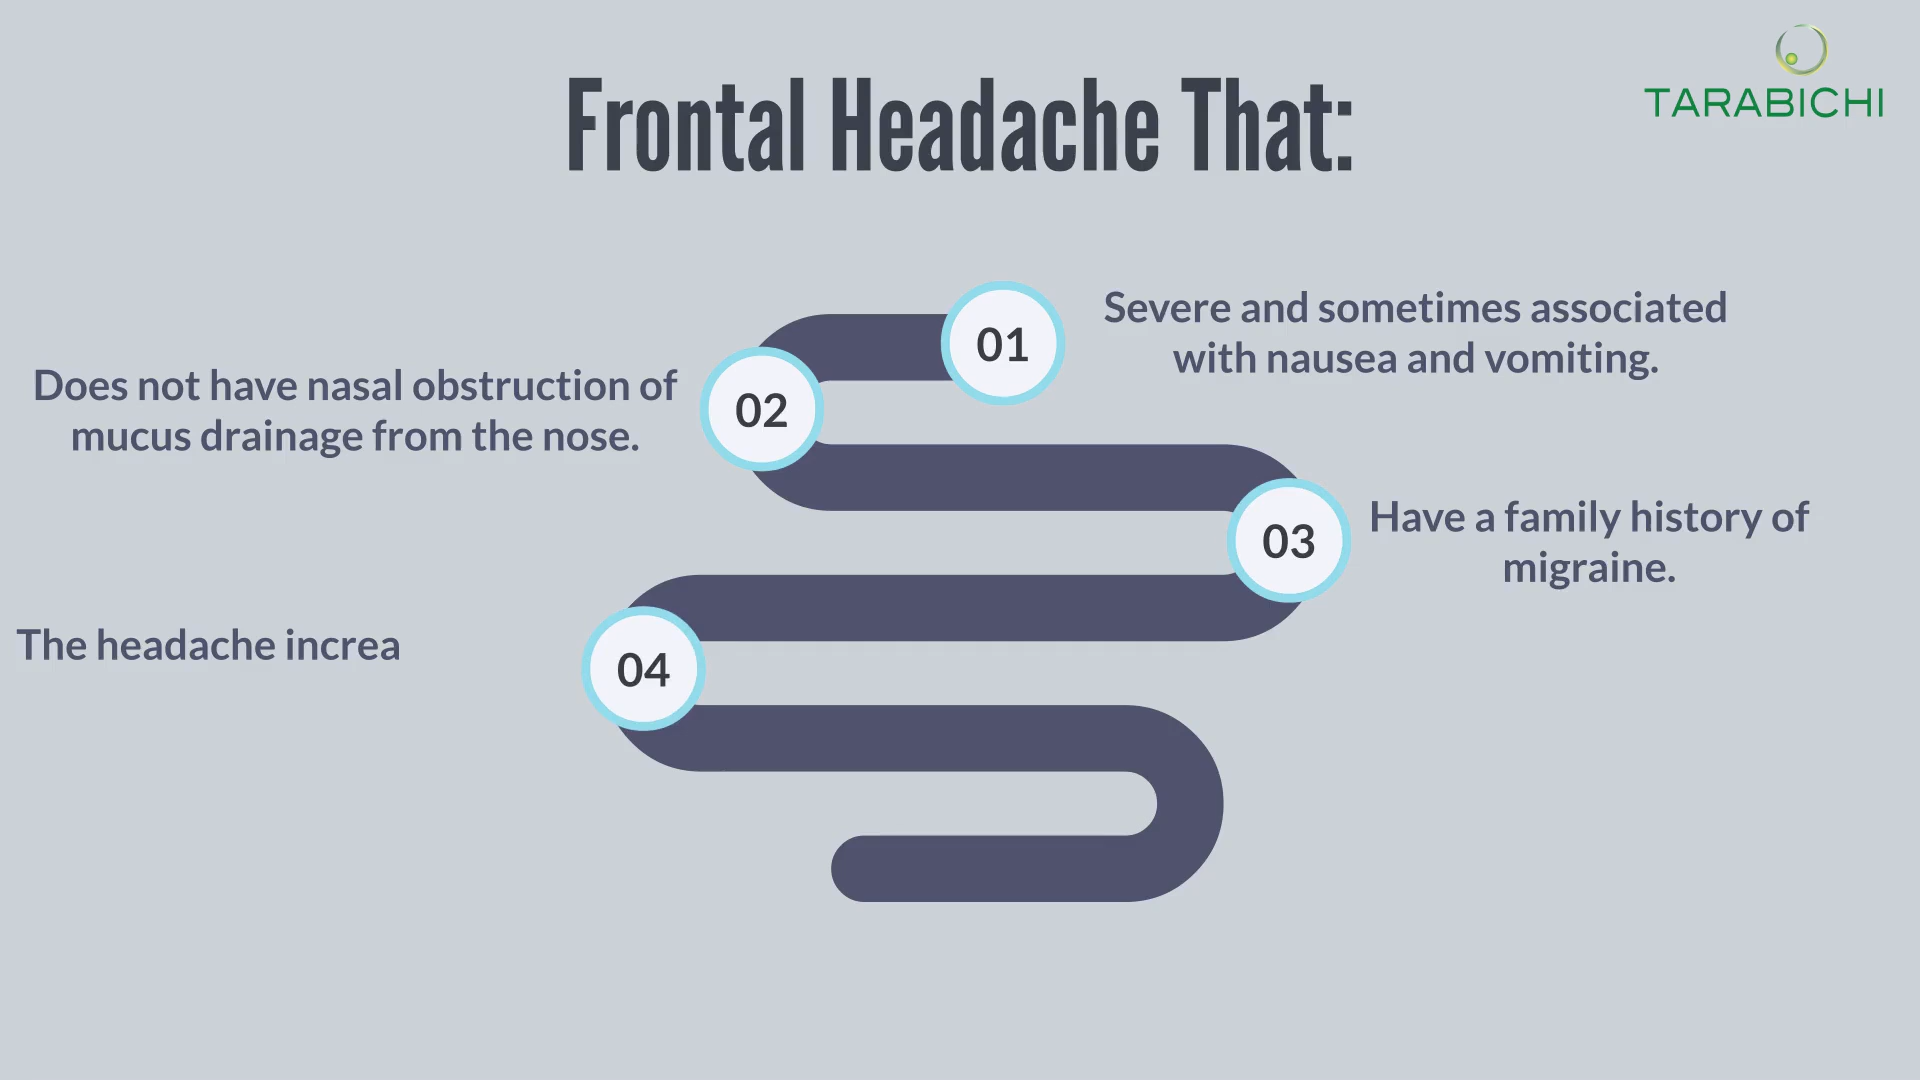 TARABICHI
Frontal Headache That:
01
Severe and sometimes associated
with nausea and vomiting.
02
Does not have nasal obstruction of
mucus drainage from the nose.
03
Have a family history of
migraine.
04
The headache increa